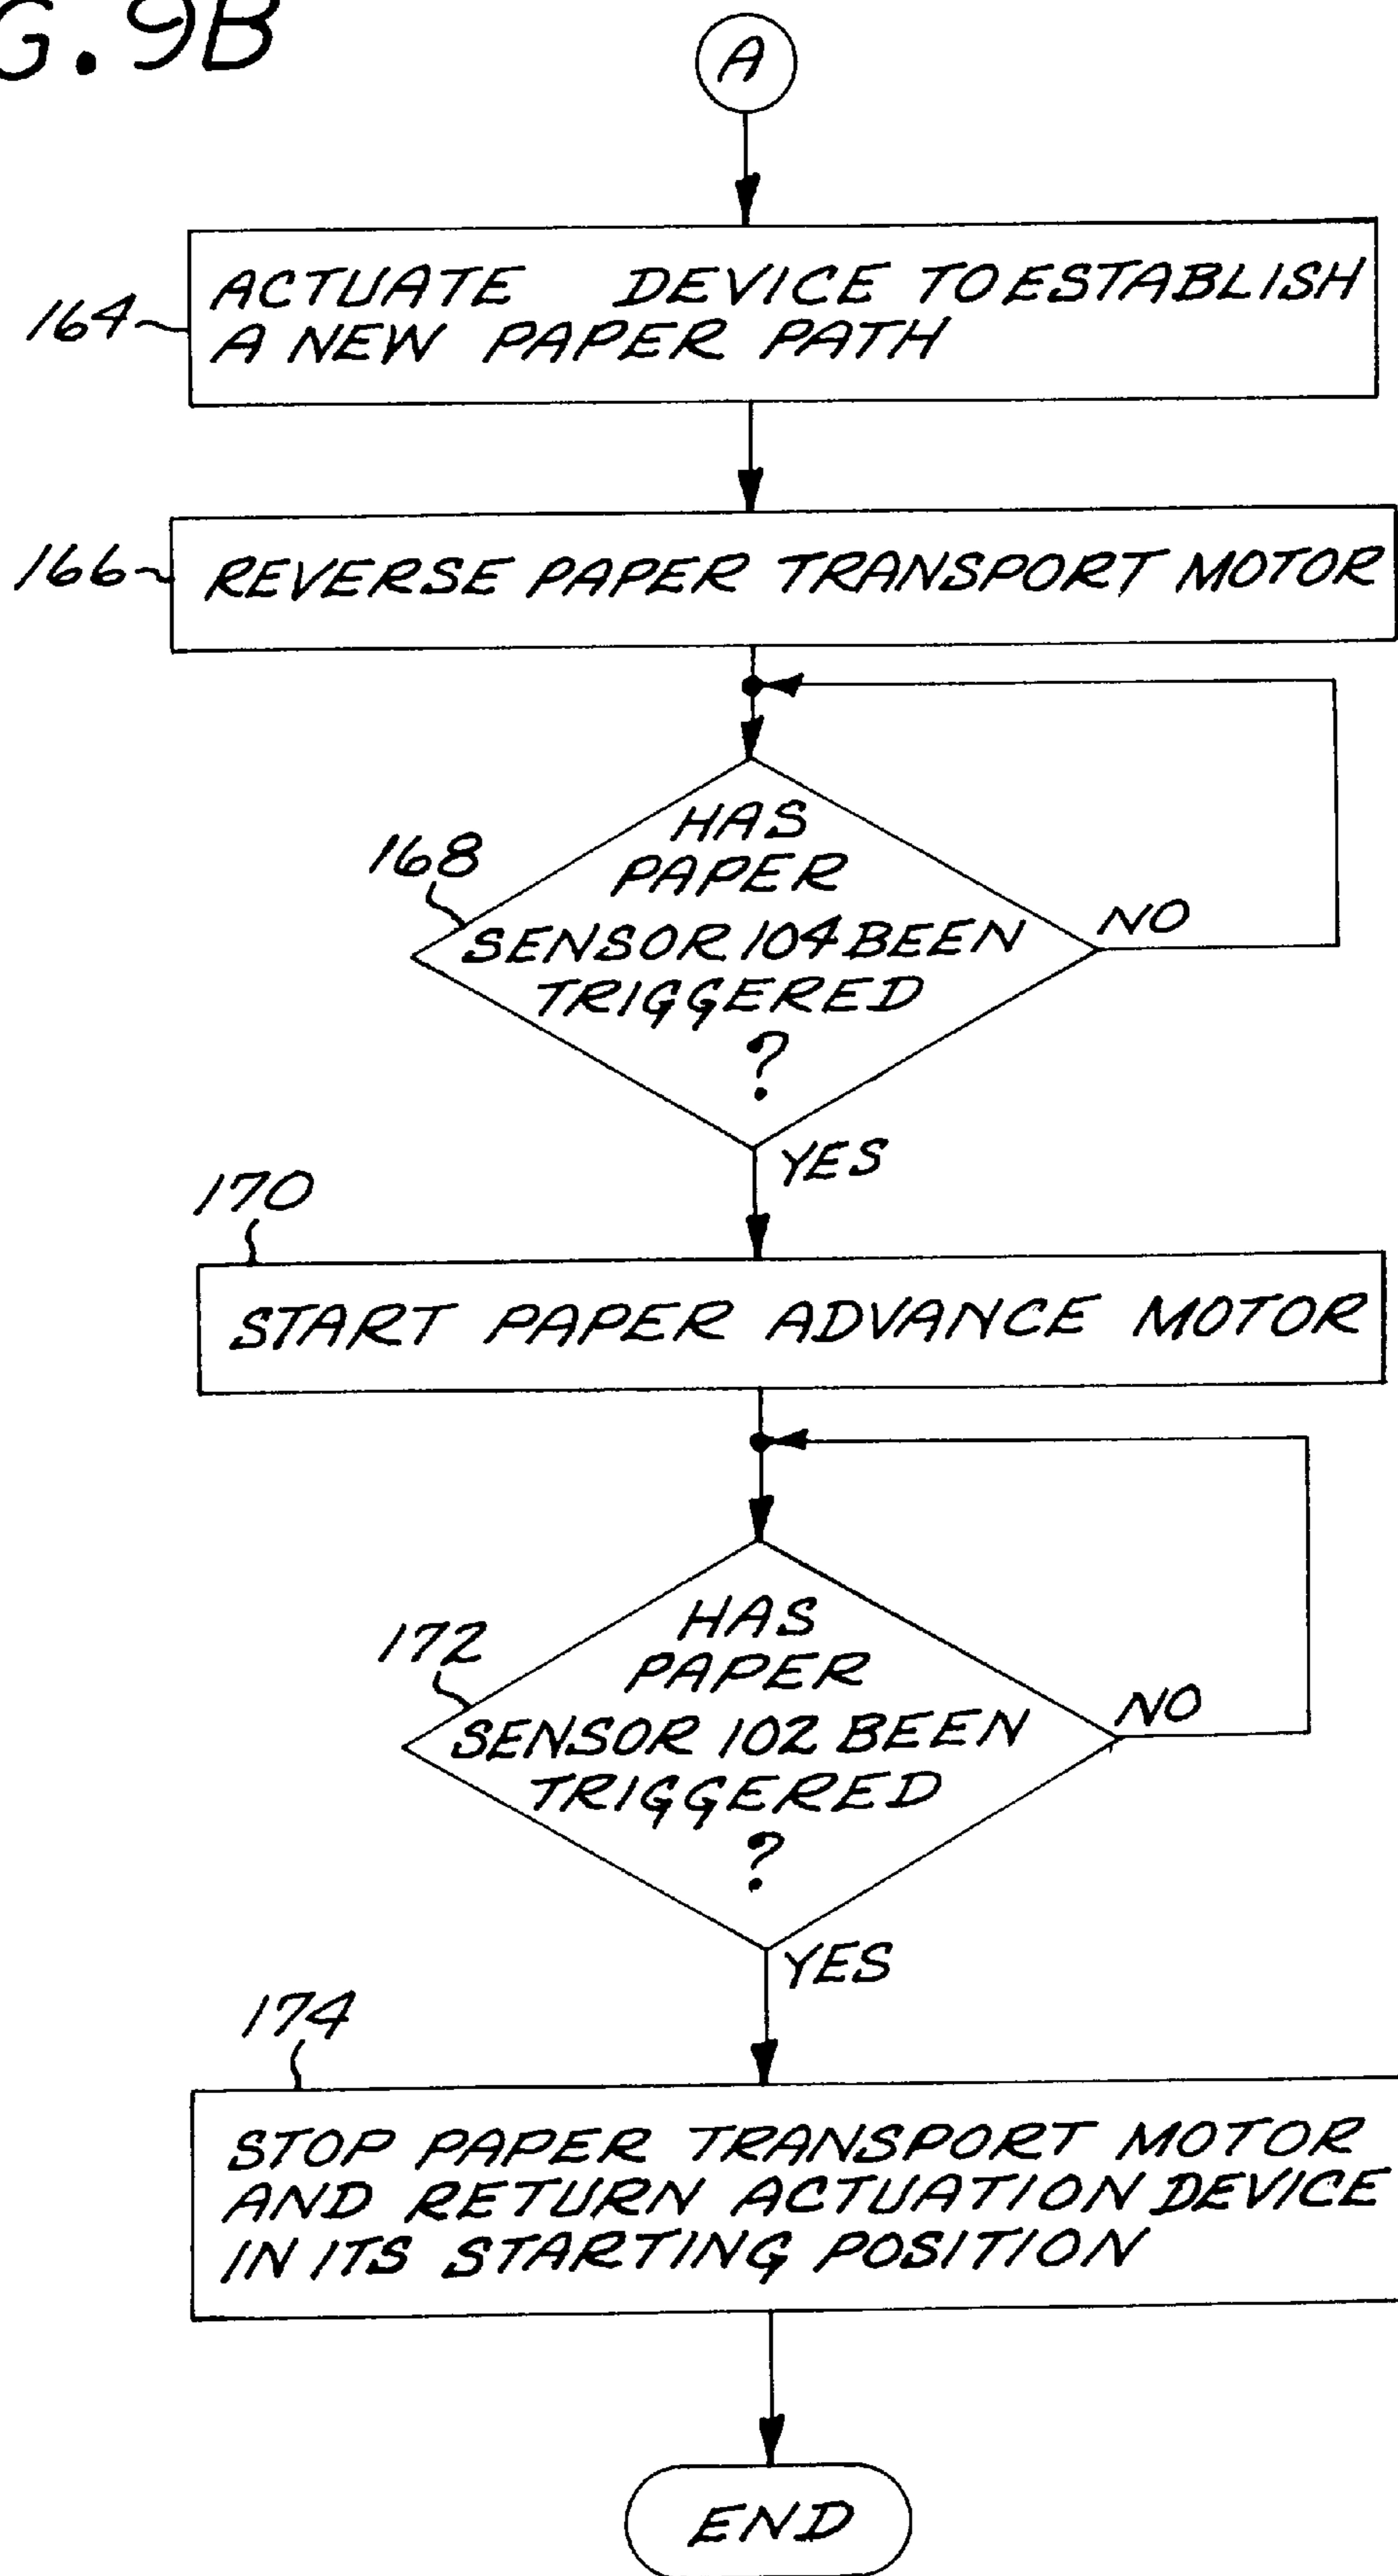 G. 9B
A
164
ACTUATE DEVICE TO ESTABLISH
A NEW PAPER PATH
166
REVERSE PAPER TRANSPORT MOTOR
168
HAS
PAPER
SENSOR 104 BEEN
TRIGGERED
?
NO
YES
170
START PAPER ADVANCE MOTOR
172
HAS
PAPER
SENSOR 102 BEEN
TRIGGERED
?
NO
YES
174
STOP PAPER TRANSPORT MOTOR
AND RETURN ACTUATION DEVICE
IN ITS STARTING POSITION
END